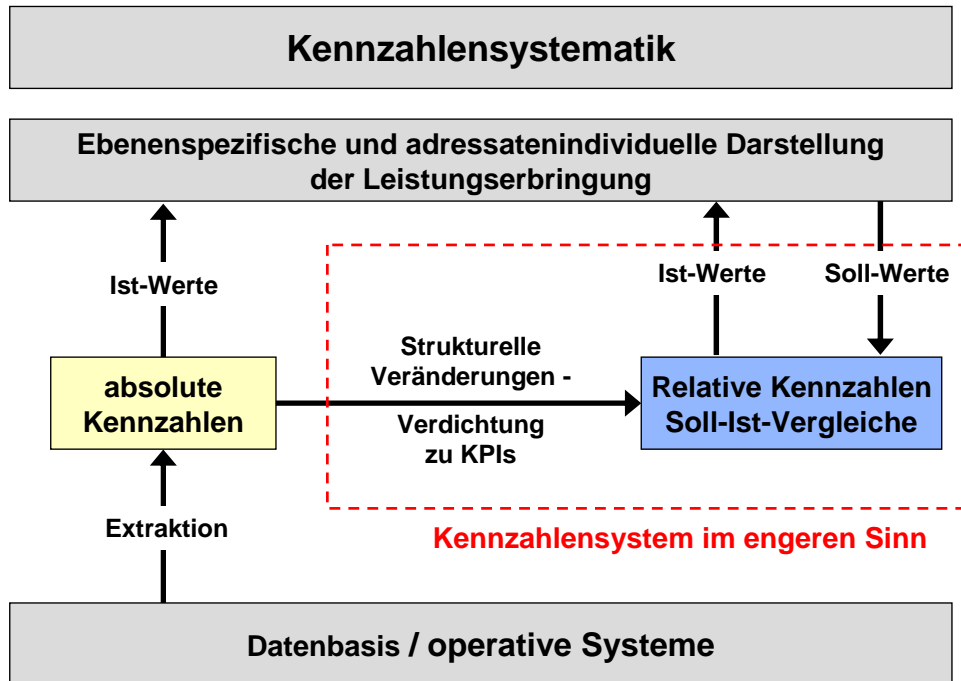 Kennzahlensystematik
Ebenenspezifische und adressatenindividuelle Darstellung
der Leistungserbringung
Ist-Werte
Ist-Werte
Soll-Werte
Strukturelle
Veränderungen -
absolute
Kennzahlen
Relative Kennzahlen
Soll-Ist-Vergleiche
Verdichtung
zu KPIs
Extraktion
Kennzahlensystem im engeren Sinn
Datenbasis / operative Systeme